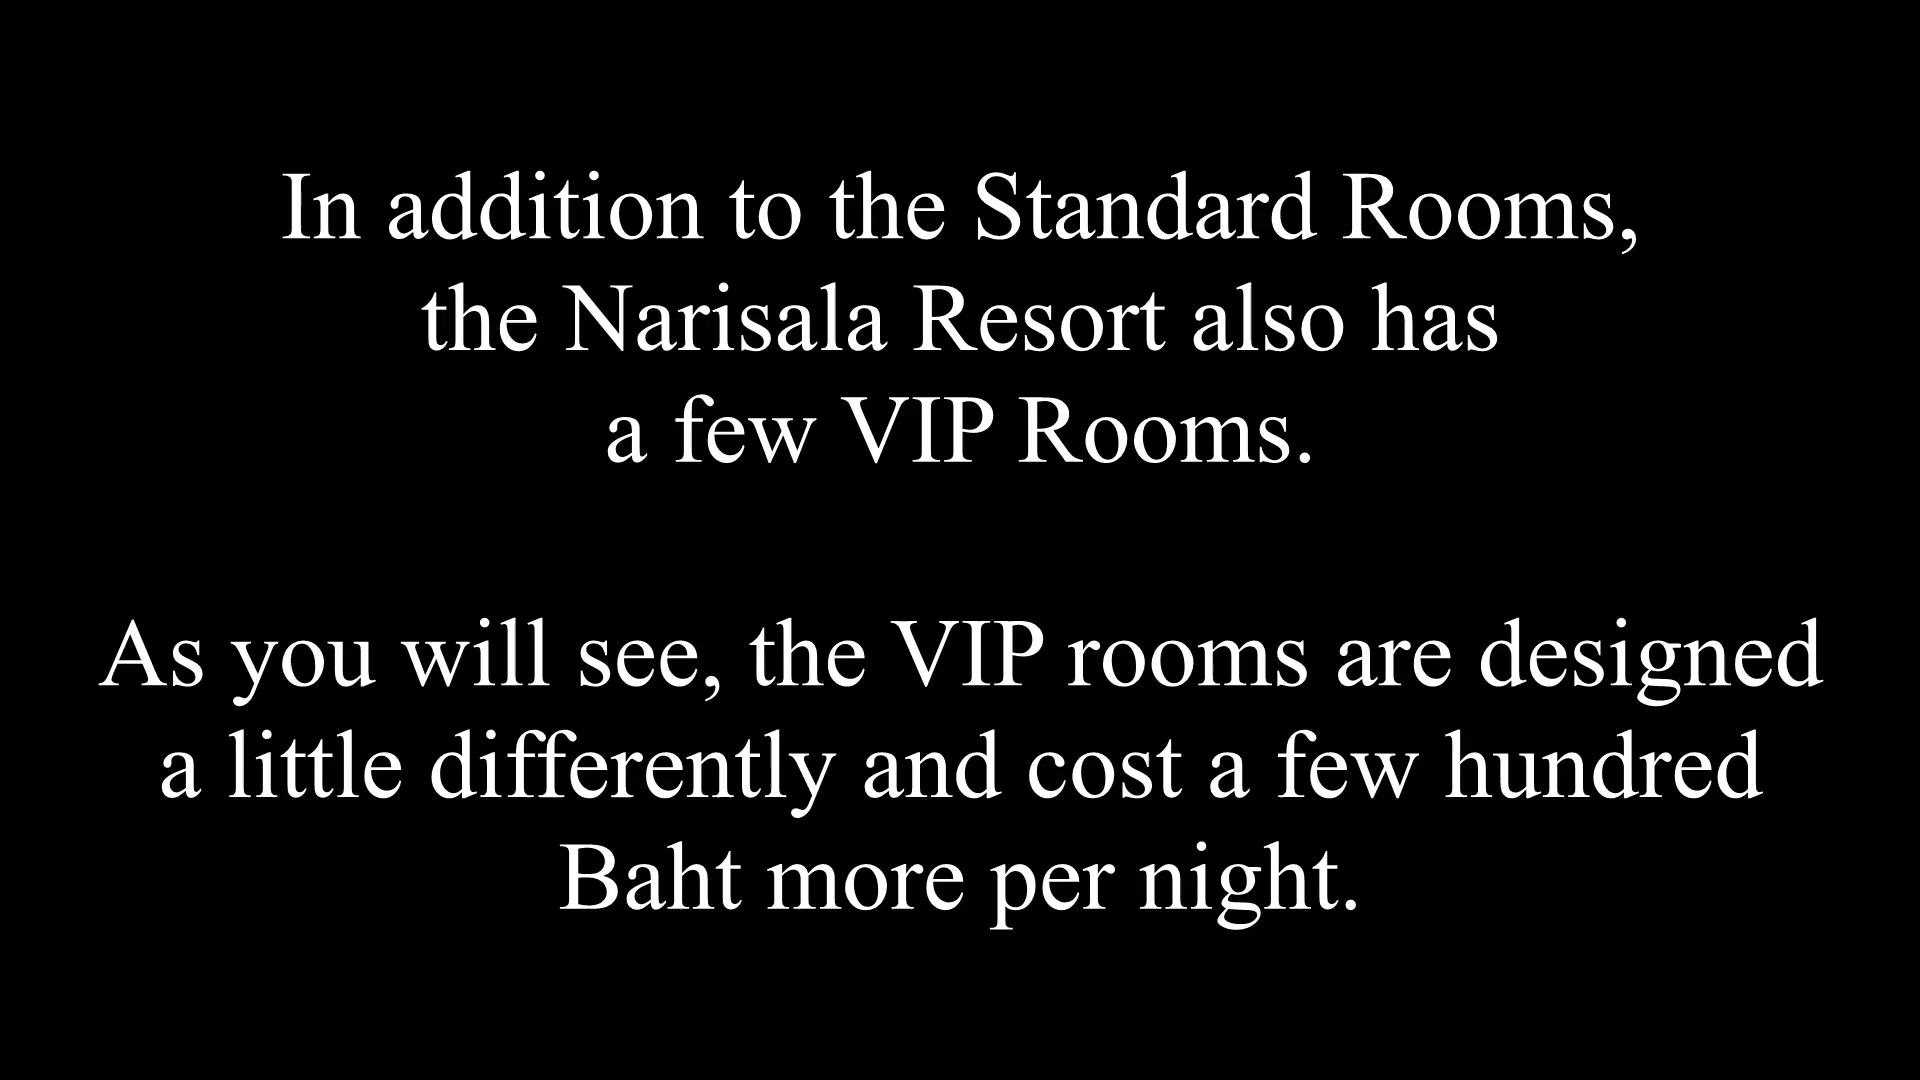 In addition to the Standard Rooms,
the Narisala Resort also has
a few VIP Rooms.
As you will see, the VIP rooms are designed
a little differently and cost a few hundred
Baht more per night.